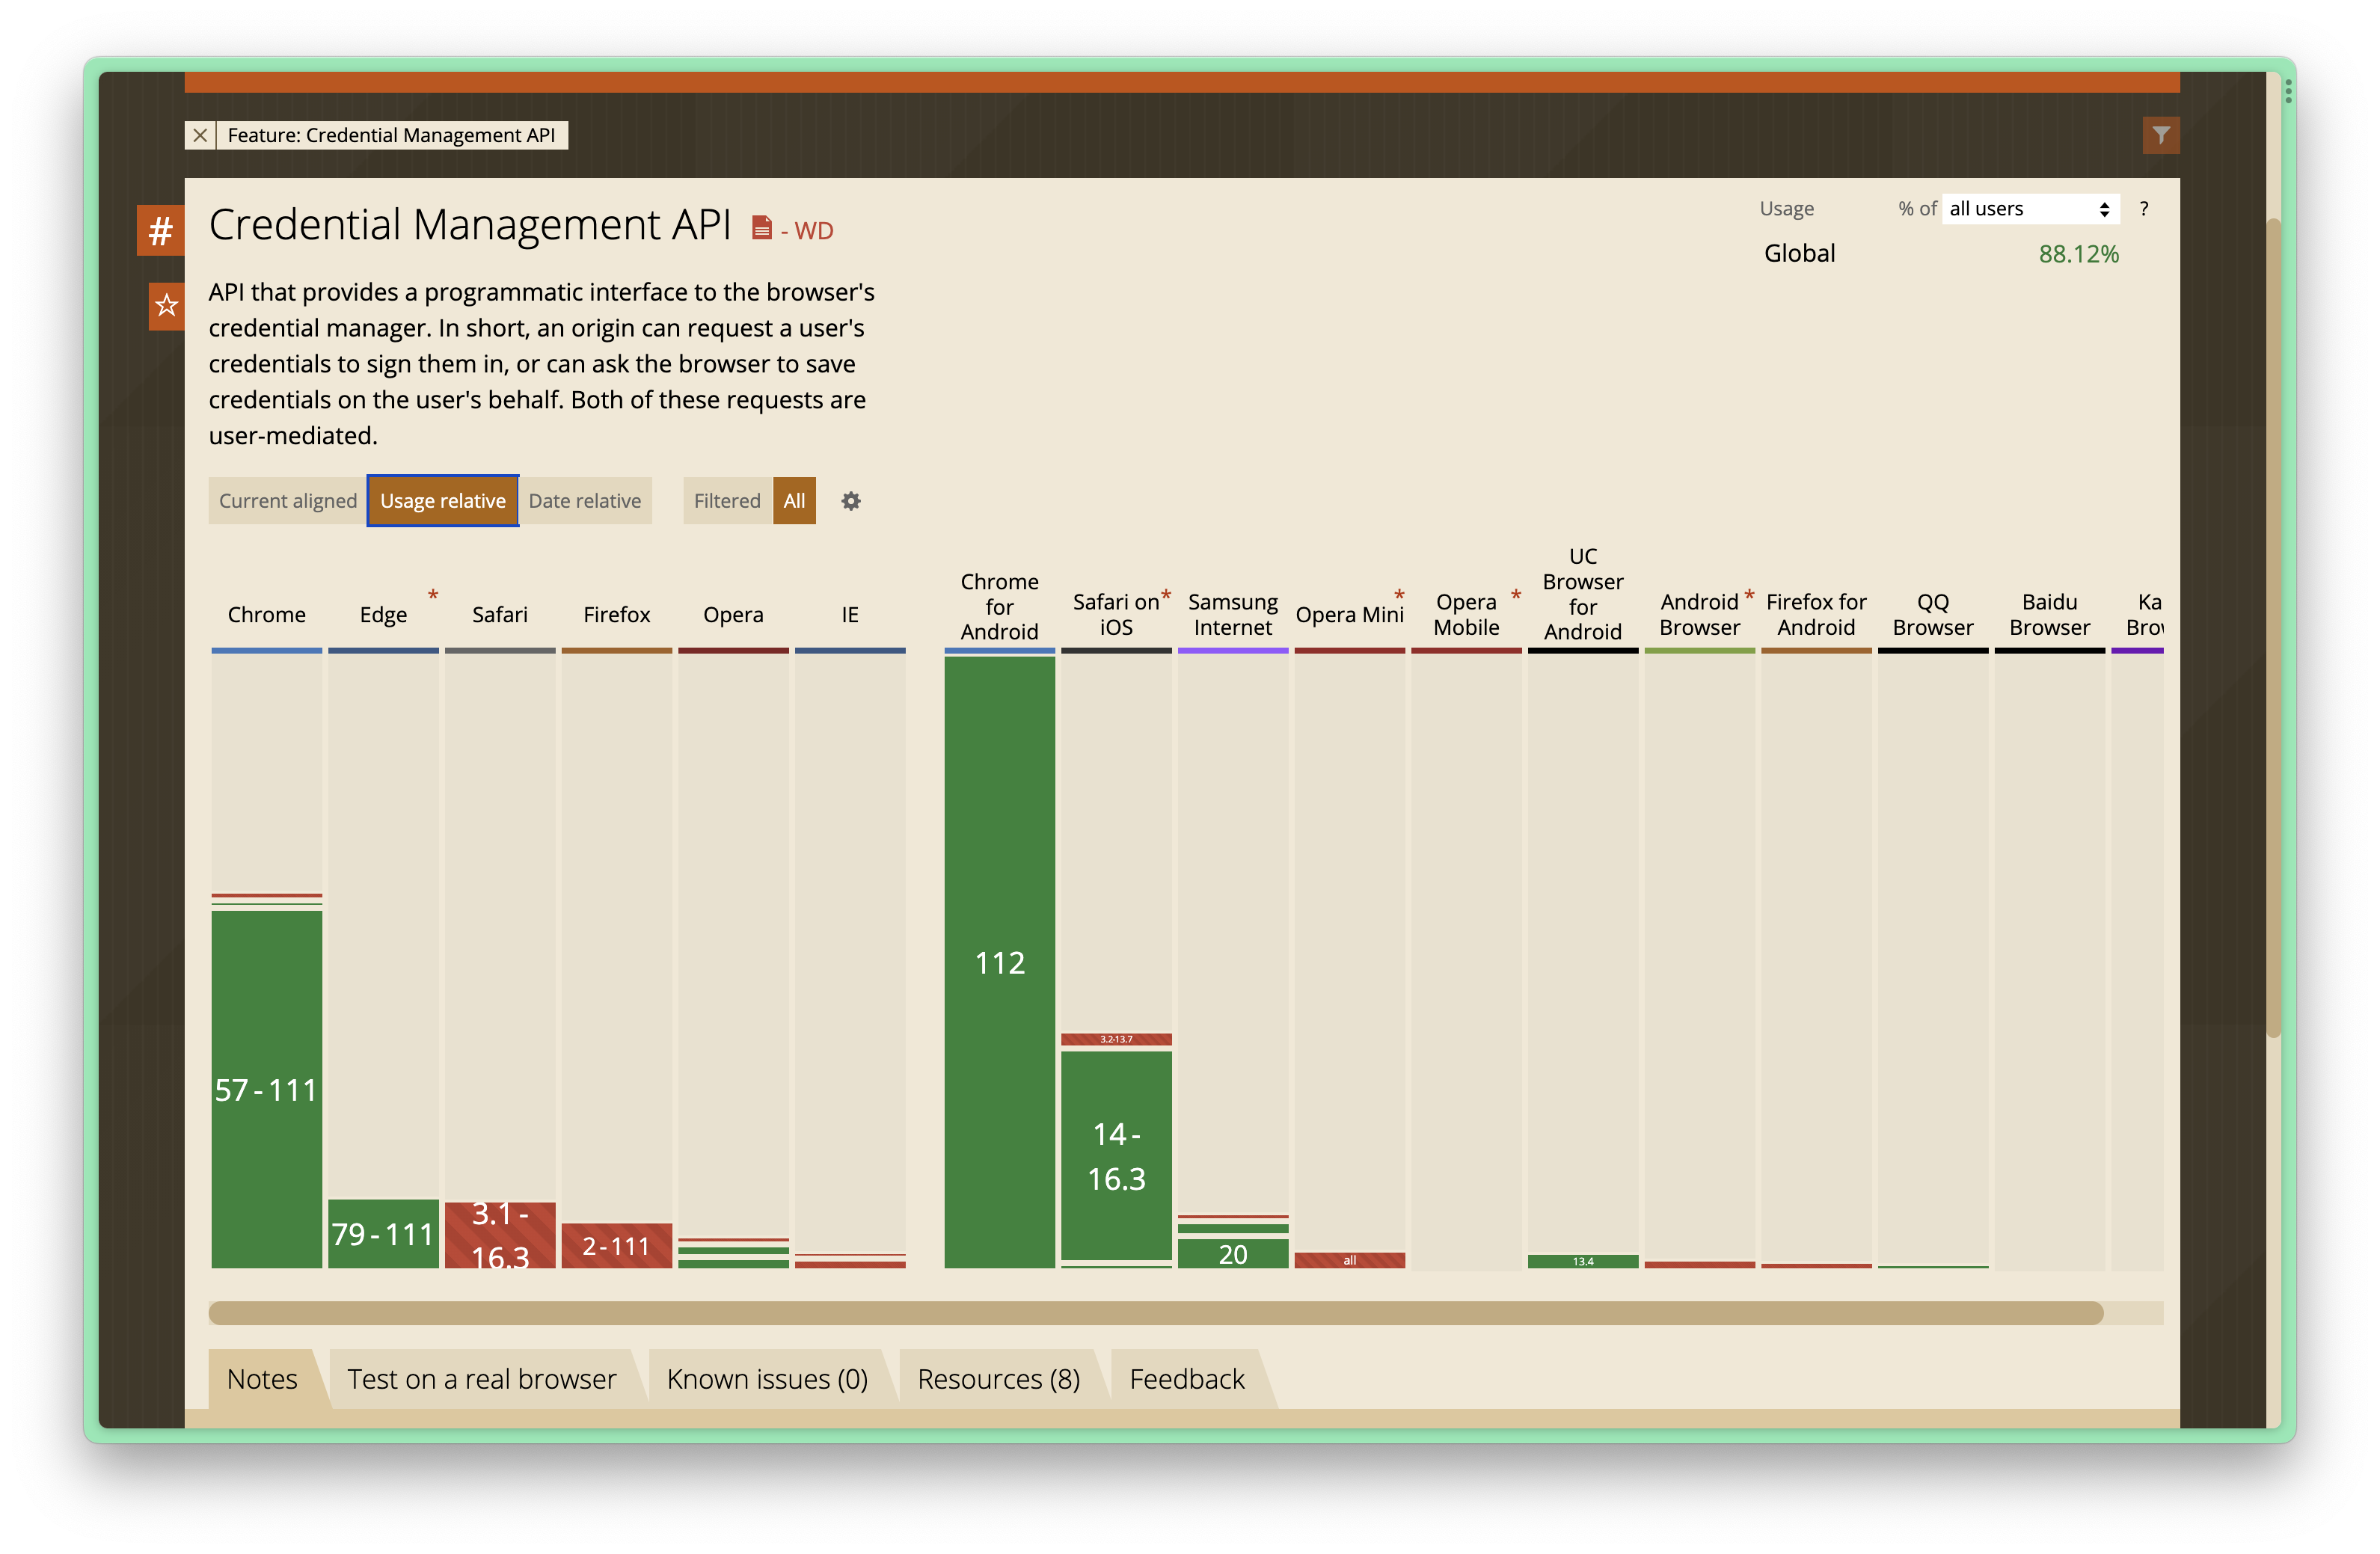 Feature: Credential Management API
#
Credential Management API - WD
Usage % of all users ?
Global 88.12%
API that provides a programmatic interface to the browser's
credential manager. In short, an origin can request a user's
credentials to sign them in, or can ask the browser to save
credentials on the user's behalf. Both of these requests are
user-mediated.
Current aligned Usage relative Date relative Filtered All
Chrome
Edge *
Safari
Firefox
Opera
IE
Chrome
for
Android
Safari on *
iOS
Samsung
Internet
Opera Mini *
Opera *
Mobile
UC
Browser
for
Android
Android *
Browser
Firefox for
Android
QQ
Browser
Baidu
Browser
Ka
Brow
57-111
79-111
3.1-
16.3
2-111
112
3.2-13.7
14-
16.3
20
all
13.4
Notes
Test on a real browser
Known issues (0)
Resources (8)
Feedback